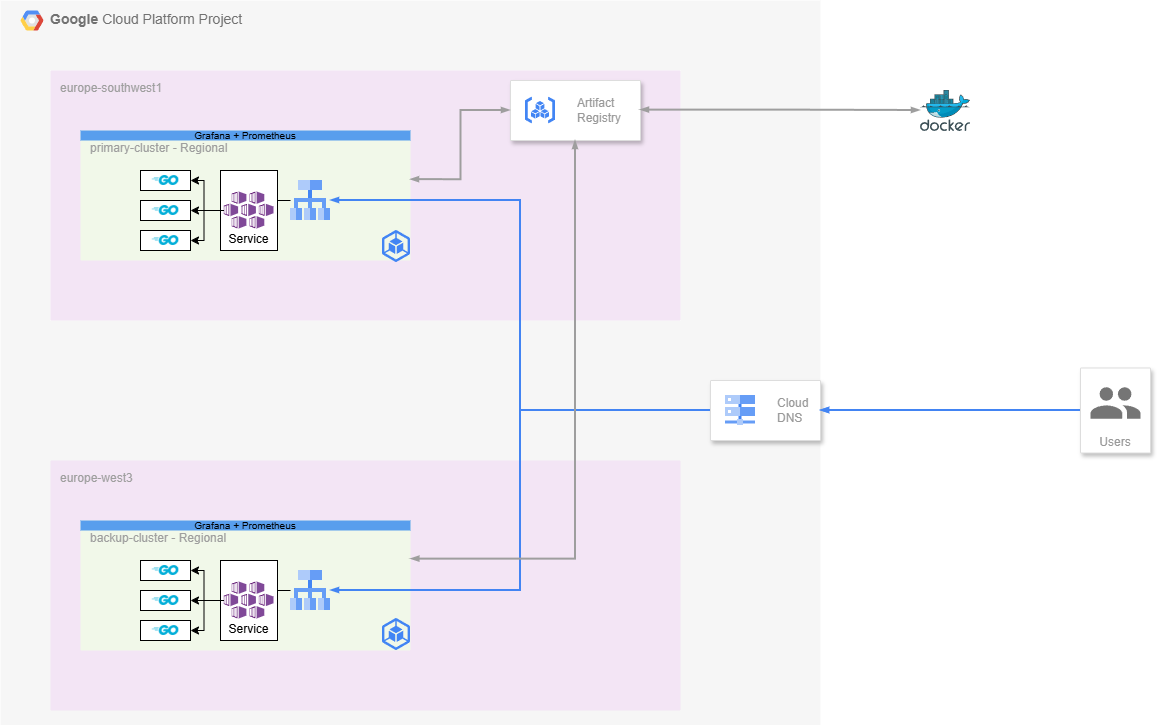 Google Cloud Platform Project
europe-southwest1
Artifact
Registry
docker
Grafana + Prometheus
primary-cluster - Regional
GO
GO
GO
Service
Cloud
DNS
Users
europe-west3
Grafana + Prometheus
backup-cluster - Regional
GO
GO
GO
Service